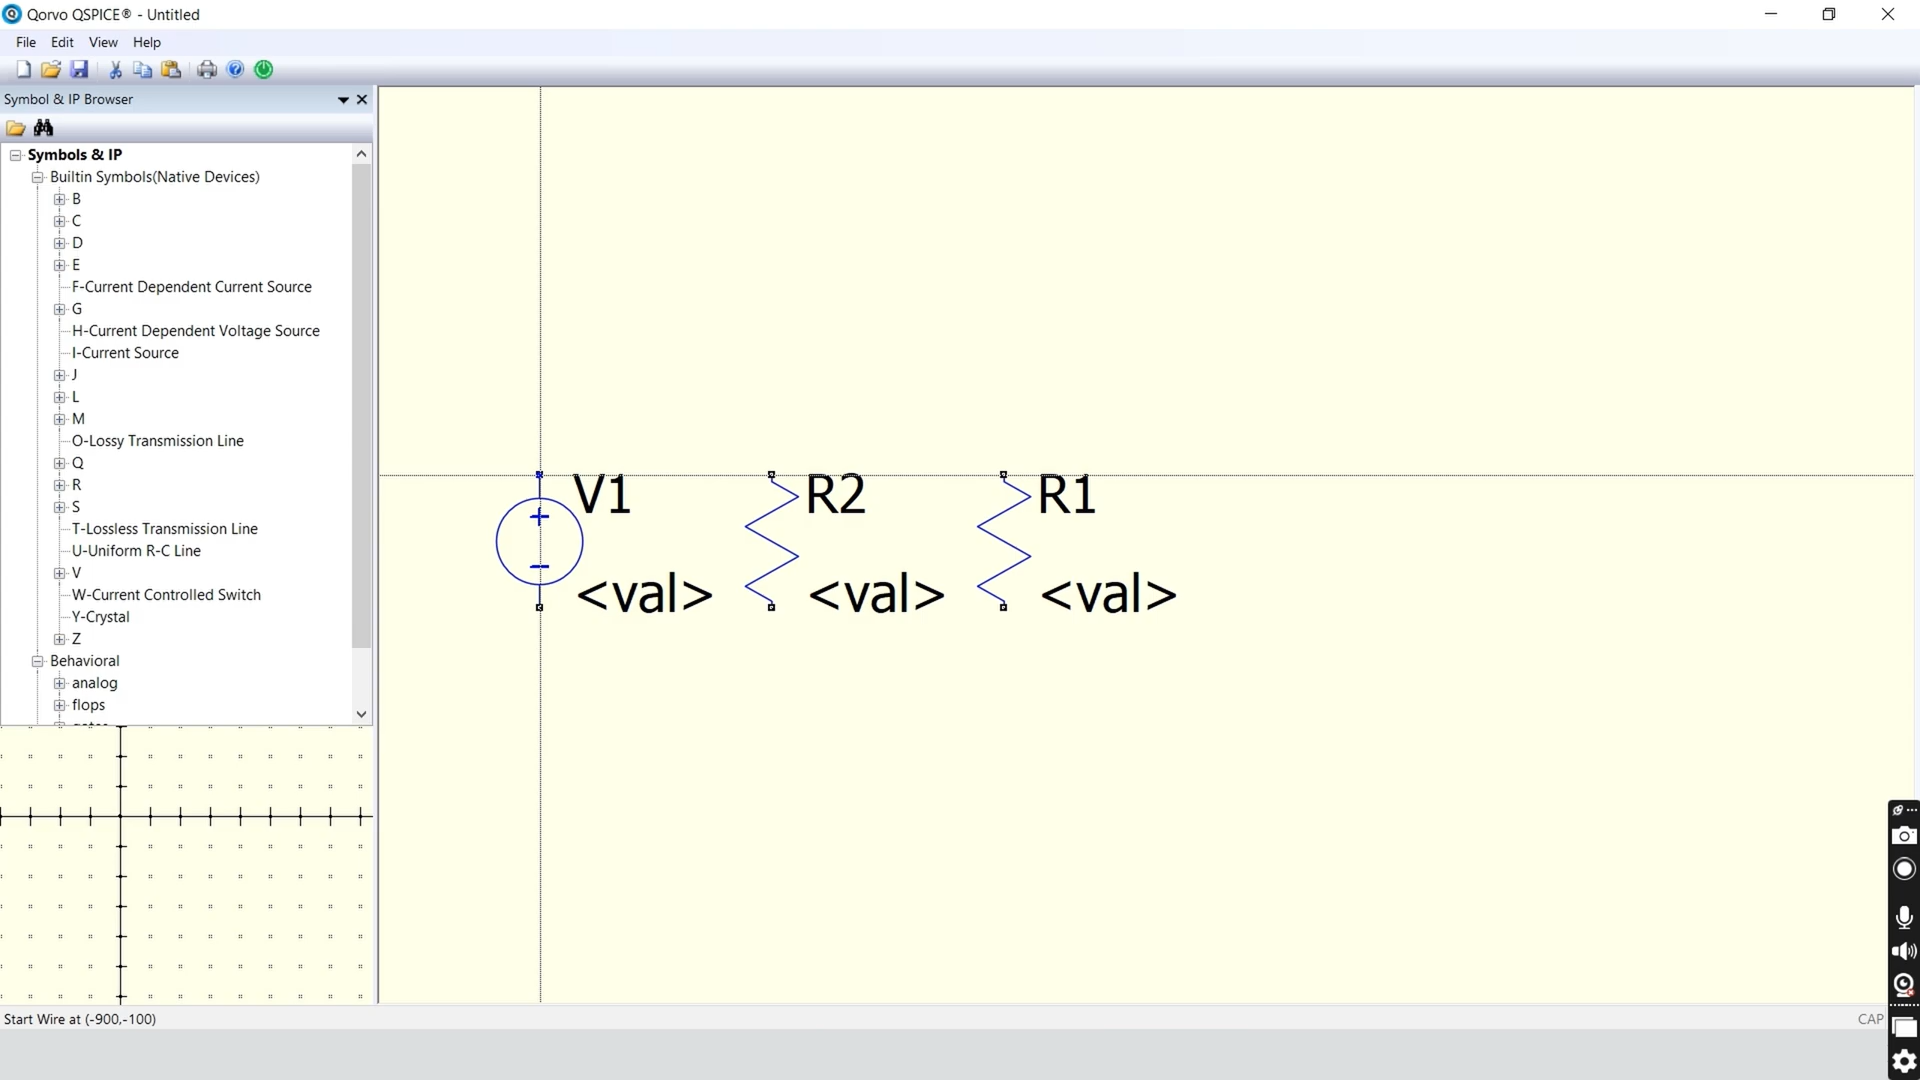 Qorvo QSPICE® - Untitled
File Edit View Help
Symbol & IP Browser
Symbols & IP
Builtin Symbols(Native Devices)
B
C
D
E
F-Current Dependent Current Source
G
H-Current Dependent Voltage Source
I-Current Source
J
L
M
O-Lossy Transmission Line
Q
R
S
T-Lossless Transmission Line
U-Uniform R-C Line
V
W-Current Controlled Switch
Y-Crystal
Z
Behavioral
analog
flops
V1 R2 R1
<val> <val> <val>
Start Wire at (-900,-100)
CAP